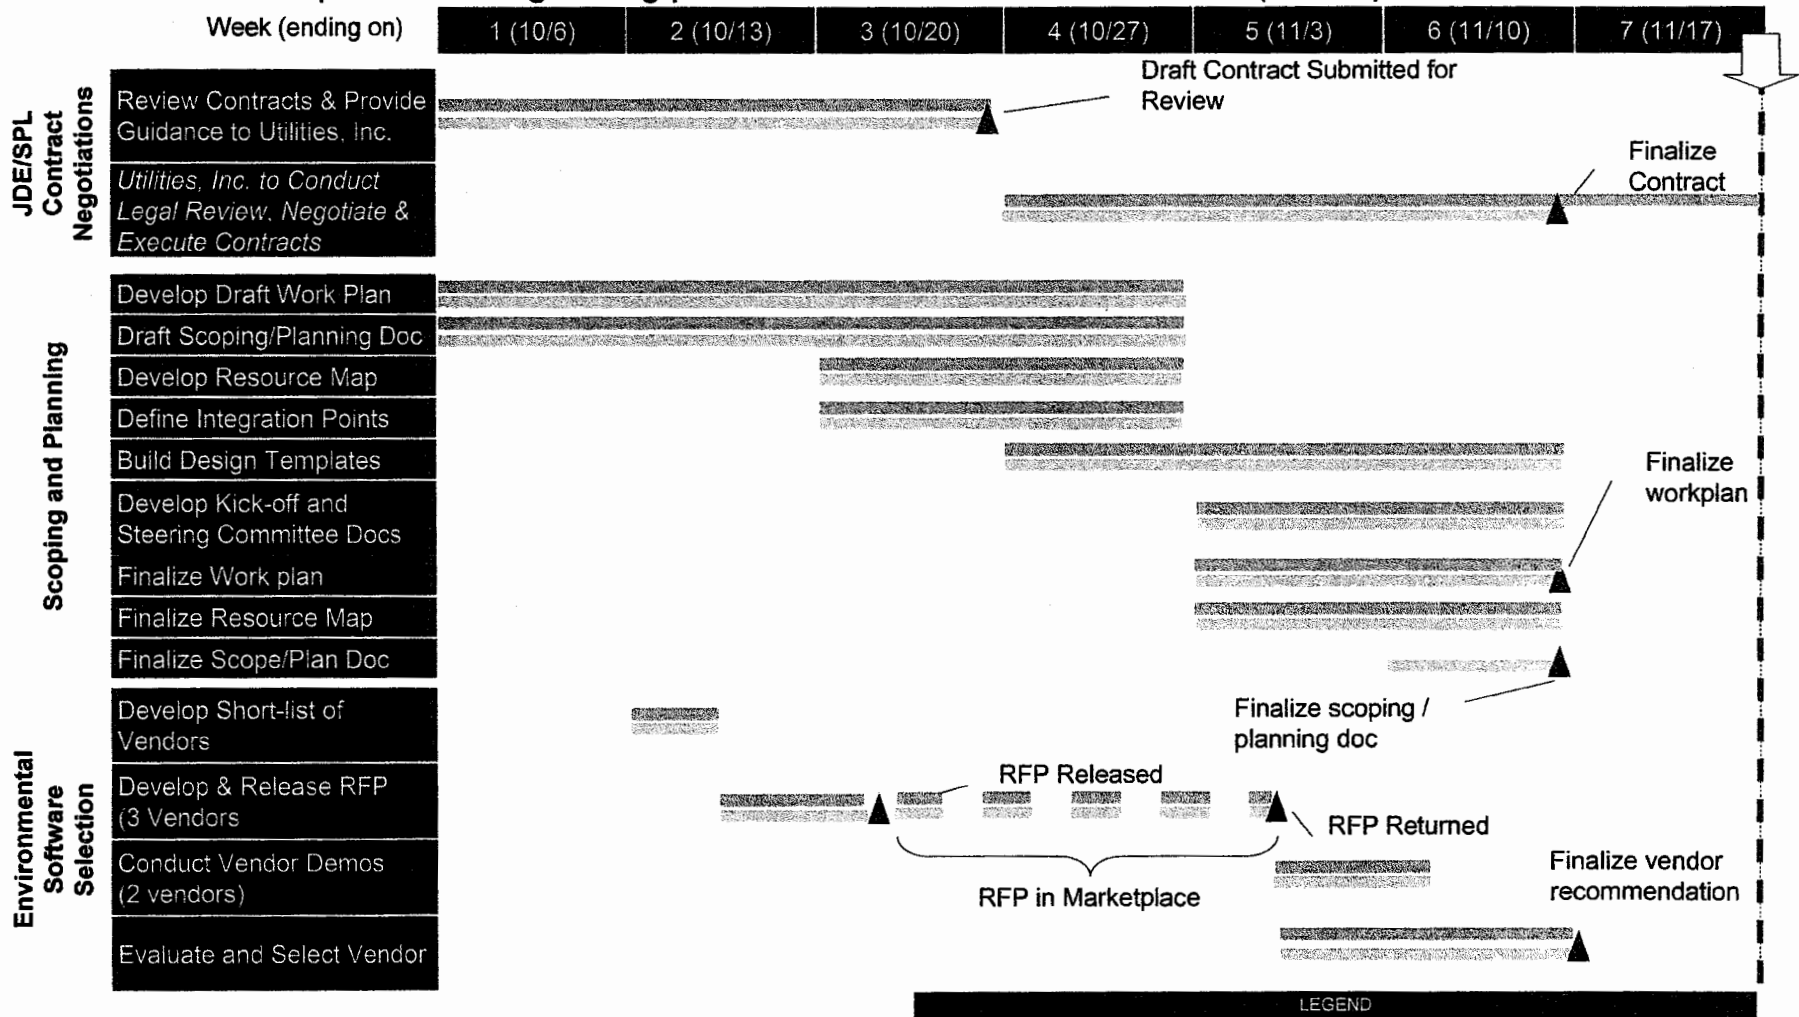 Week (ending on)
1 (10/6)
2 (10/13)
3 (10/20)
4 (10/27)
5 (11/3)
6 (11/10)
7 (11/17)
JDE/SPL
Contract
Negotiations
Review Contracts & Provide
Guidance to Utilities, Inc.
Draft Contract Submitted for
Review
Utilities, Inc. to Conduct
Legal Review, Negotiate &
Execute Contracts
Finalize
Contract
Scoping and Planning
Develop Draft Work Plan
Draft Scoping/Planning Doc
Develop Resource Map
Define Integration Points
Build Design Templates
Develop Kick-off and
Steering Committee Docs
Finalize Work plan
Finalize
workplan
Finalize Resource Map
Finalize Scope/Plan Doc
Finalize scoping /
planning doc
Environmental
Software
Selection
Develop Short-list of
Vendors
Develop & Release RFP
(3 Vendors
RFP Released
RFP Returned
RFP in Marketplace
Conduct Vendor Demos
(2 vendors)
Finalize vendor
recommendation
Evaluate and Select Vendor
LEGEND